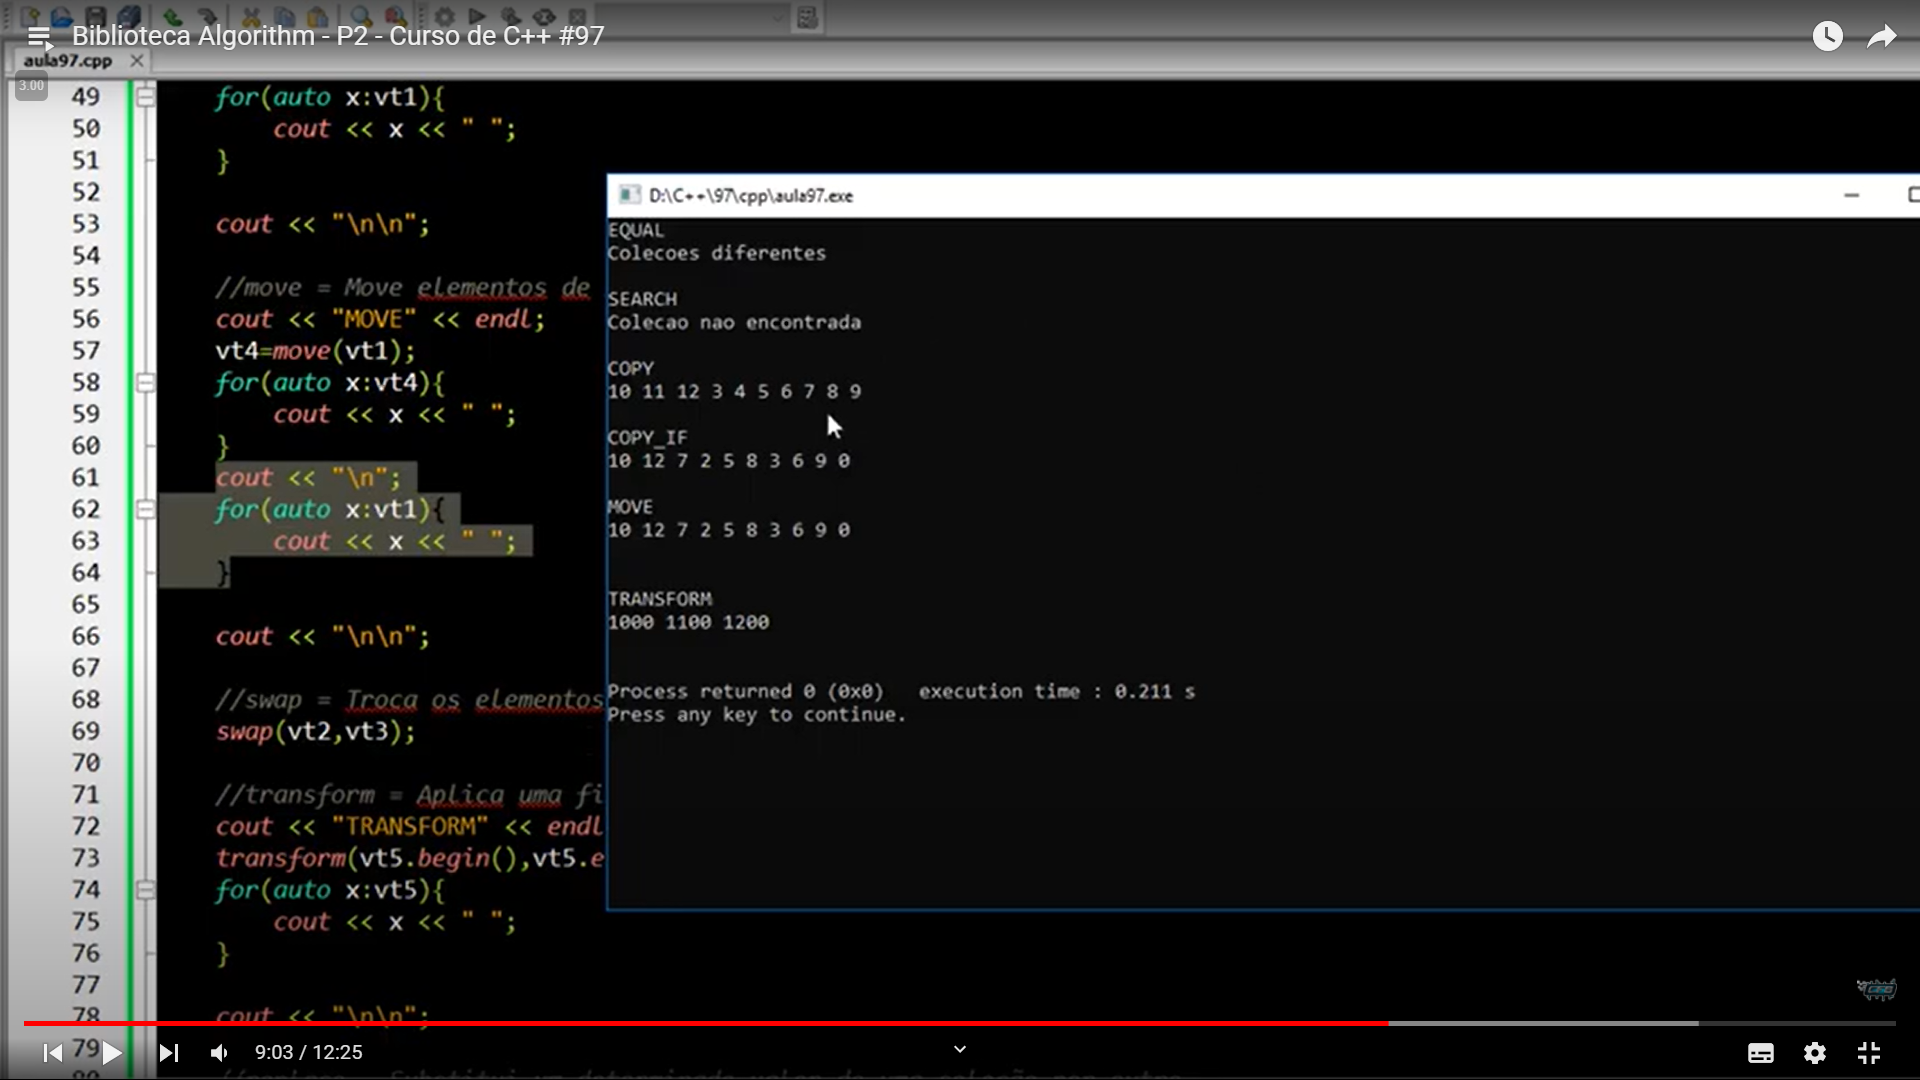 Biblioteca Algorithm - P2 - Curso de C++ #97
aula97.cpp
3.00
49 for(auto x:vt1){
50 cout << x << " ";
51 }
52
53 cout << "\n\n";
54
55 //move = Move elementos de
56 cout << "MOVE" << endl;
57 vt4=move(vt1);
58 for(auto x:vt4){
59 cout << x << " ";
60 }
61 cout << "\n";
62 for(auto x:vt1){
63 cout << x << " ";
64 }
65
66 cout << "\n\n";
67
68 //swap = Troca os elementos
69 swap(vt2,vt3);
70
71 //transform = Aplica uma fi
72 cout << "TRANSFORM" << endl
73 transform(vt5.begin(),vt5.e
74 for(auto x:vt5){
75 cout << x << " ";
76 }
77
78 cout << "\n\n";
79
D:\C++\97\cpp\aula97.exe
EQUAL
Colecoes diferentes
SEARCH
Colecao nao encontrada
COPY
10 11 12 3 4 5 6 7 8 9
COPY_IF
10 12 7 2 5 8 3 6 9 0
MOVE
10 12 7 2 5 8 3 6 9 0
TRANSFORM
1000 1100 1200
Process returned 0 (0x0) execution time : 0.211 s
Press any key to continue.
9:03 / 12:25